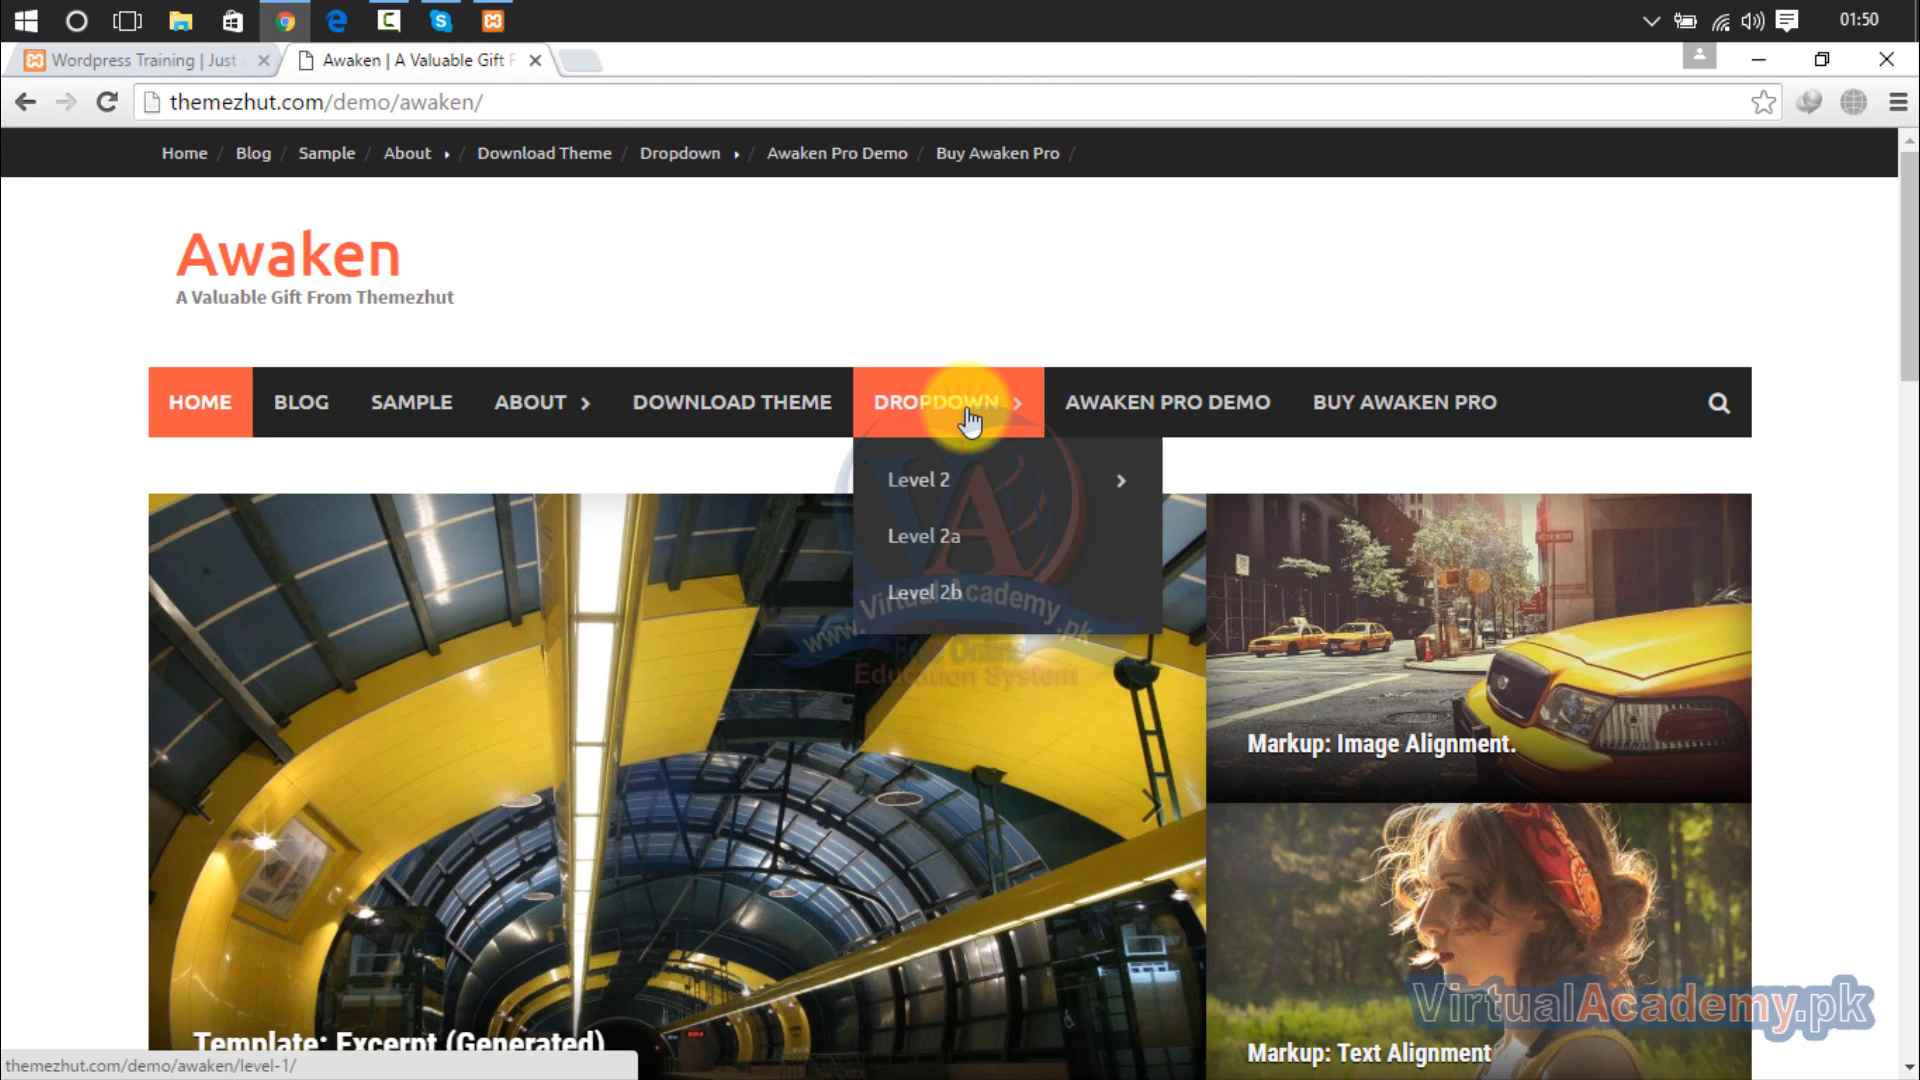 01:50
Wordpress Training | Just
Awaken | A Valuable Gift F
themezhut.com/demo/awaken/
Home / Blog / Sample / About / Download Theme / Dropdown / Awaken Pro Demo / Buy Awaken Pro /
Awaken
A Valuable Gift From Themezhut
HOME BLOG SAMPLE ABOUT DOWNLOAD THEME DROPDOWN AWAKEN PRO DEMO BUY AWAKEN PRO
Level 2
Level 2a
Level 2b
VA
www.VirtualAcademy.pk
Free Online
Education System
Markup: Image Alignment.
VirtualAcademy.pk
Template: Excerpt (Generated)
Markup: Text Alignment
themezhut.com/demo/awaken/level-1/